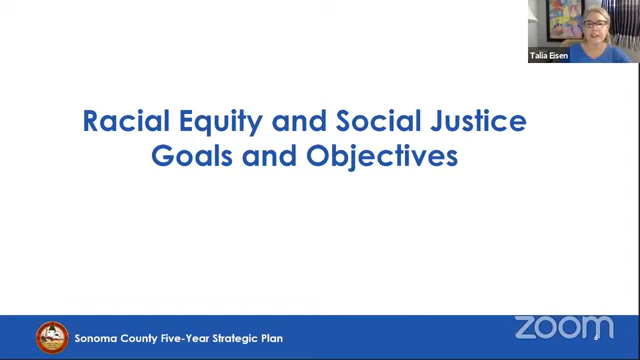 Talia Eisen
Racial Equity and Social Justice
Goals and Objectives
Sonoma County Five-Year Strategic Plan
zoom